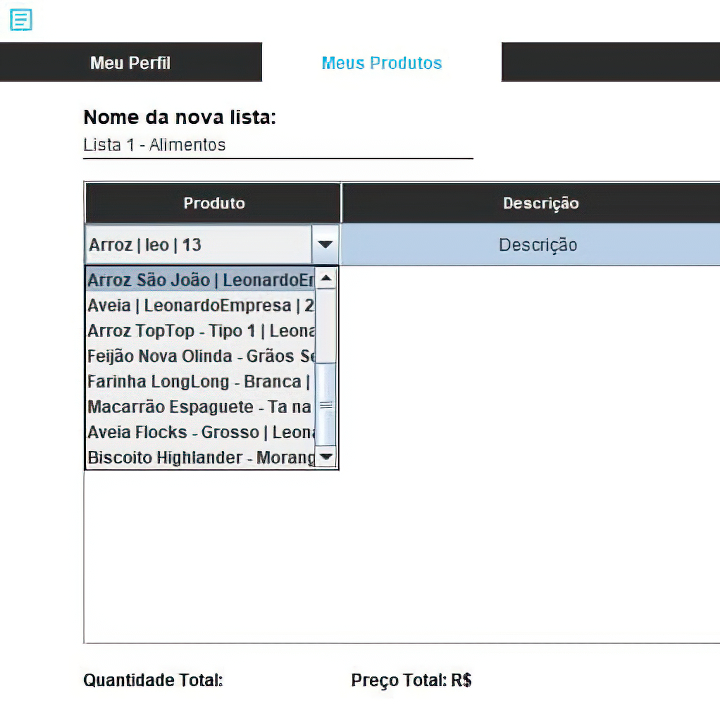 Meu Perfil
Meus Produtos
Nome da nova lista:
Lista 1 - Alimentos
Produto
Descrição
Arroz | leo | 13
Descrição
Arroz São João | LeonardoEr
Aveia | LeonardoEmpresa | 2
Arroz TopTop - Tipo 1 | Leona
Feijão Nova Olinda - Grãos Se
Farinha LongLong - Branca |
Macarrão Espaguete - Ta na
Aveia Flocks - Grosso | Leona
Biscoito Highlander - Morang
Quantidade Total:
Preço Total: R$